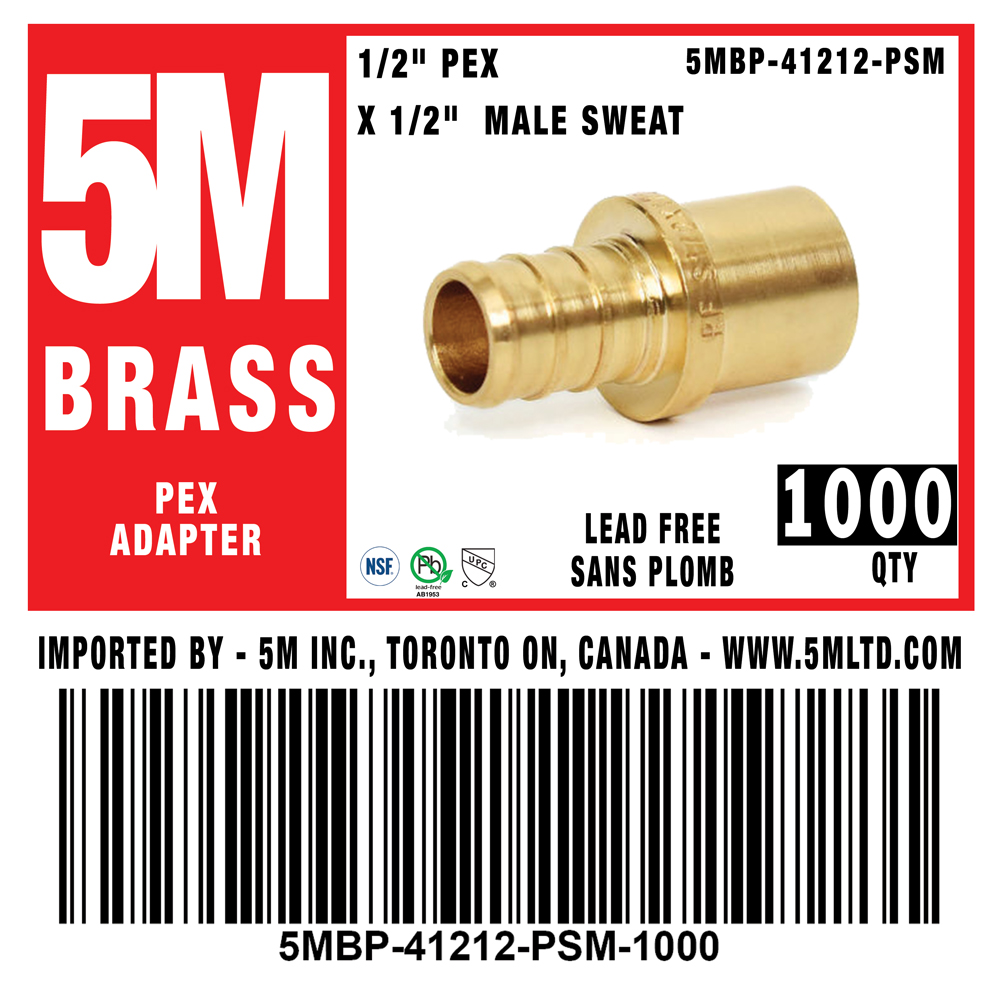 5M
BRASS
PEX
ADAPTER
1/2" PEX
X 1/2"  MALE SWEAT
5MBP-41212-PSM
PF
LEAD FREE
SANS PLOMB
1000
QTY
NSF.
Pb
lead-free
AB1953
UPC
C ®
IMPORTED BY - 5M INC., TORONTO ON, CANADA - WWW.5MLTD.COM
5MBP-41212-PSM-1000